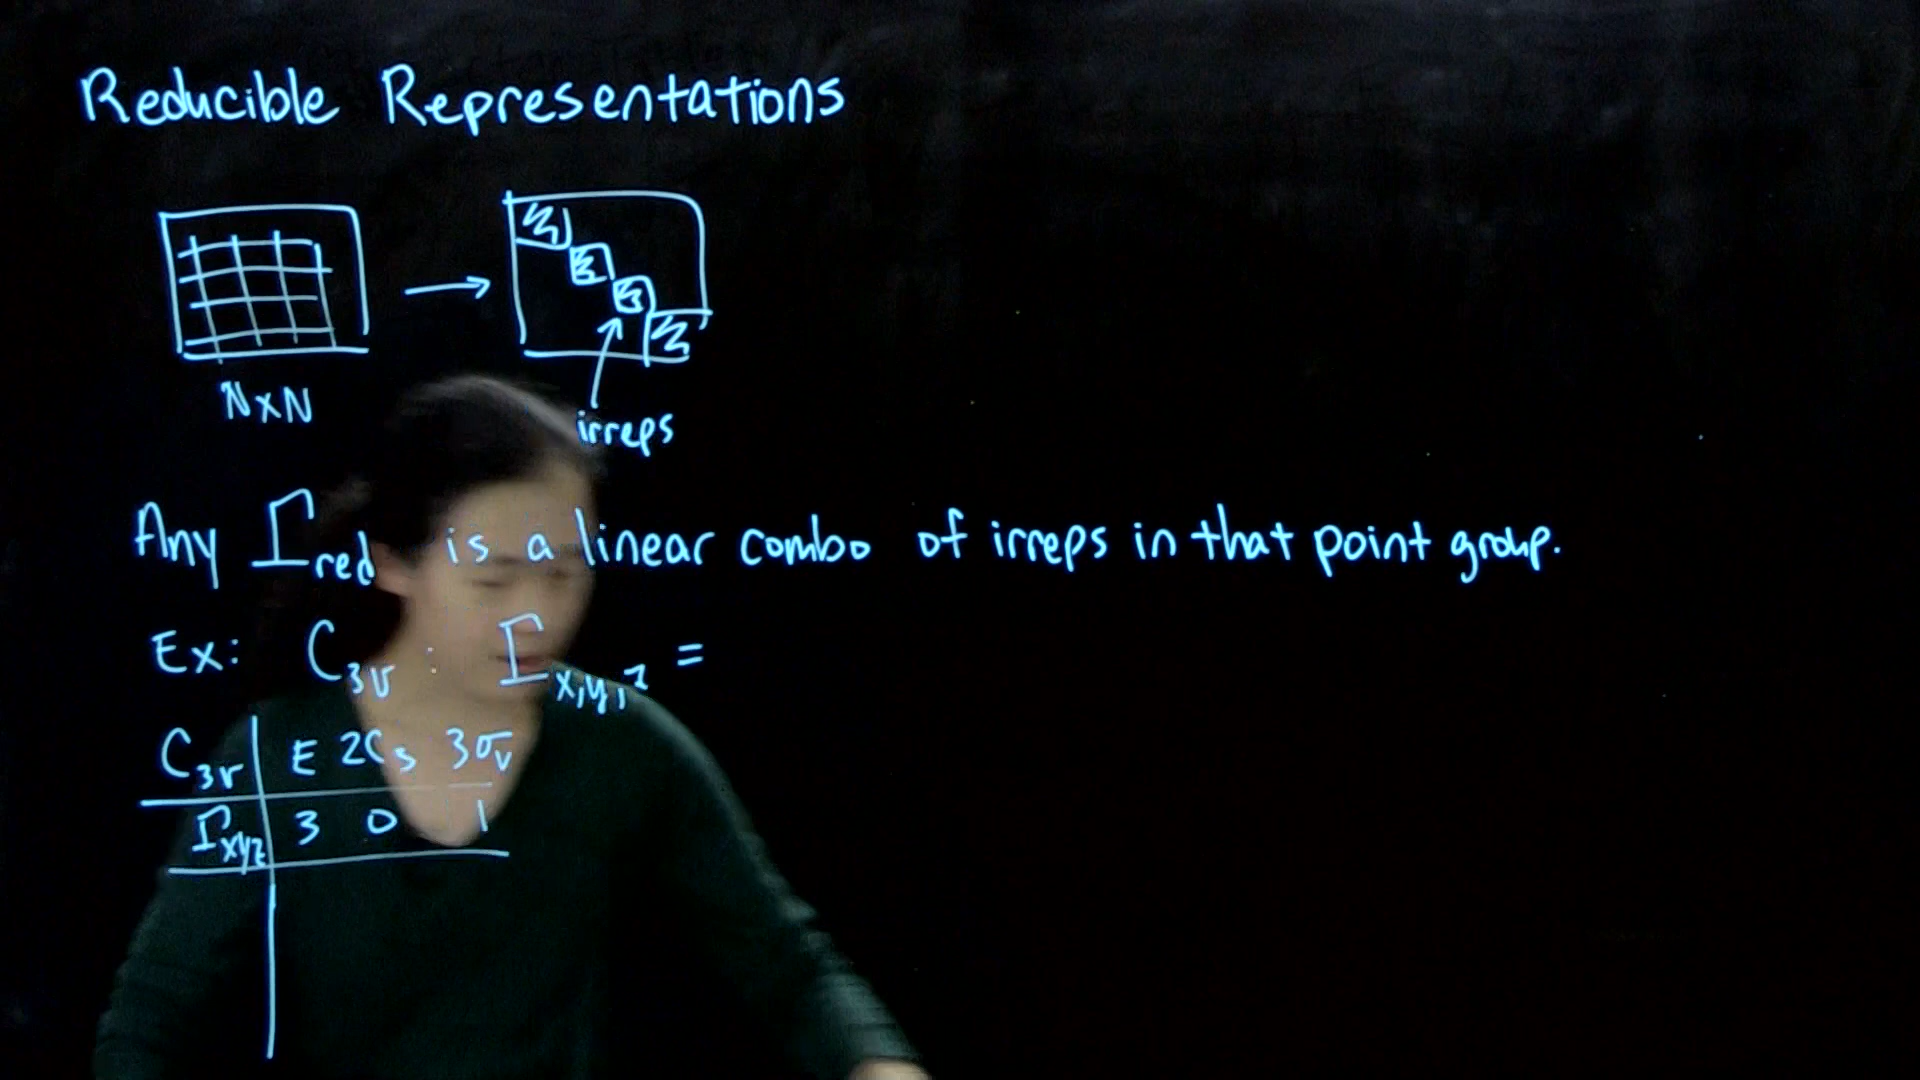 Reducible Representations
N×N
irreps
Any Γred is a linear combo of irreps in that point group.
Ex: C3v : Γx,y,z =
C3v E 2C3 3σv
Γxyz 3 0 1